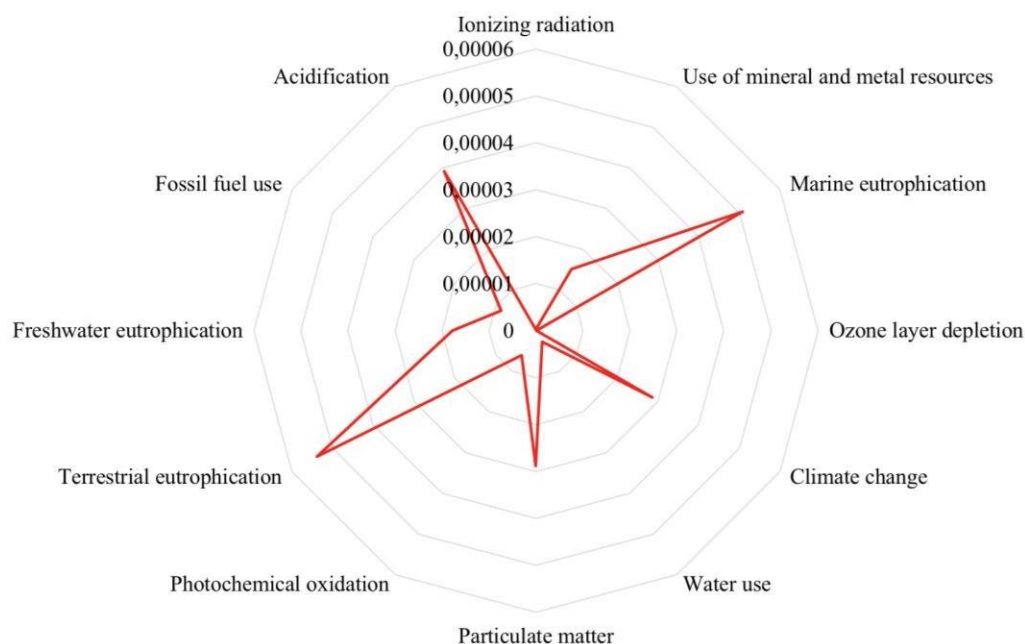 Ionizing radiation
0,00006
Acidification
Use of mineral and metal resources
0,00005
0,00004
Fossil fuel use
0,00003
Marine eutrophication
0,00002
0,00001
Freshwater eutrophication
0
Ozone layer depletion
Terrestrial eutrophication
Climate change
Photochemical oxidation
Water use
Particulate matter